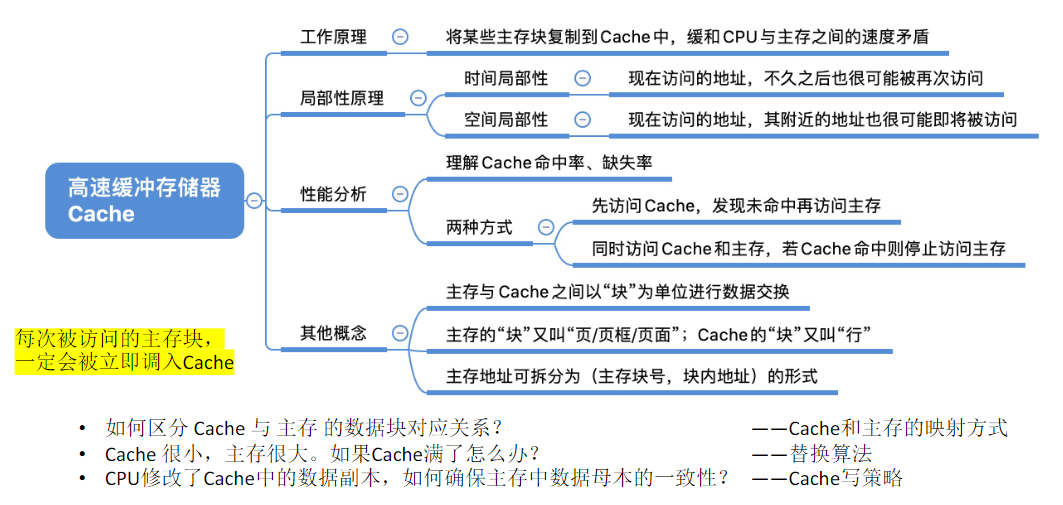 工作原理
将某些主存块复制到Cache中，缓和CPU与主存之间的速度矛盾
局部性原理
时间局部性
现在访问的地址，不久之后也很可能被再次访问
空间局部性
现在访问的地址，其附近的地址也很可能即将被访问
高速缓冲存储器
Cache
性能分析
理解Cache命中率、缺失率
两种方式
先访问Cache，发现未命中再访问主存
同时访问Cache和主存，若Cache命中则停止访问主存
其他概念
主存与Cache之间以“块”为单位进行数据交换
主存的“块”又叫“页/页框/页面”；Cache的“块”又叫“行”
主存地址可拆分为（主存块号，块内地址）的形式
每次被访问的主存块，
一定会被立即调入Cache
• 如何区分 Cache 与 主存 的数据块对应关系？ ——Cache和主存的映射方式
• Cache 很小，主存很大。如果Cache满了怎么办？ ——替换算法
• CPU修改了Cache中的数据副本，如何确保主存中数据母本的一致性？ ——Cache写策略